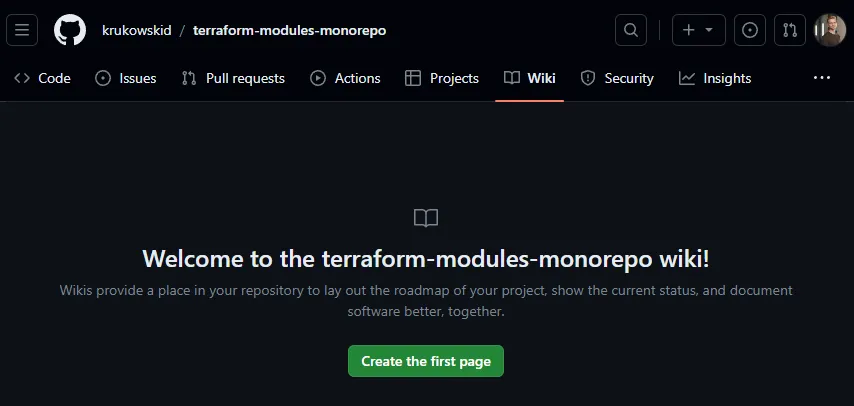 krukowskid / terraform-modules-monorepo
Code Issues Pull requests Actions Projects Wiki Security Insights
Welcome to the terraform-modules-monorepo wiki!
Wikis provide a place in your repository to lay out the roadmap of your project, show the current status, and document
software better, together.
Create the first page